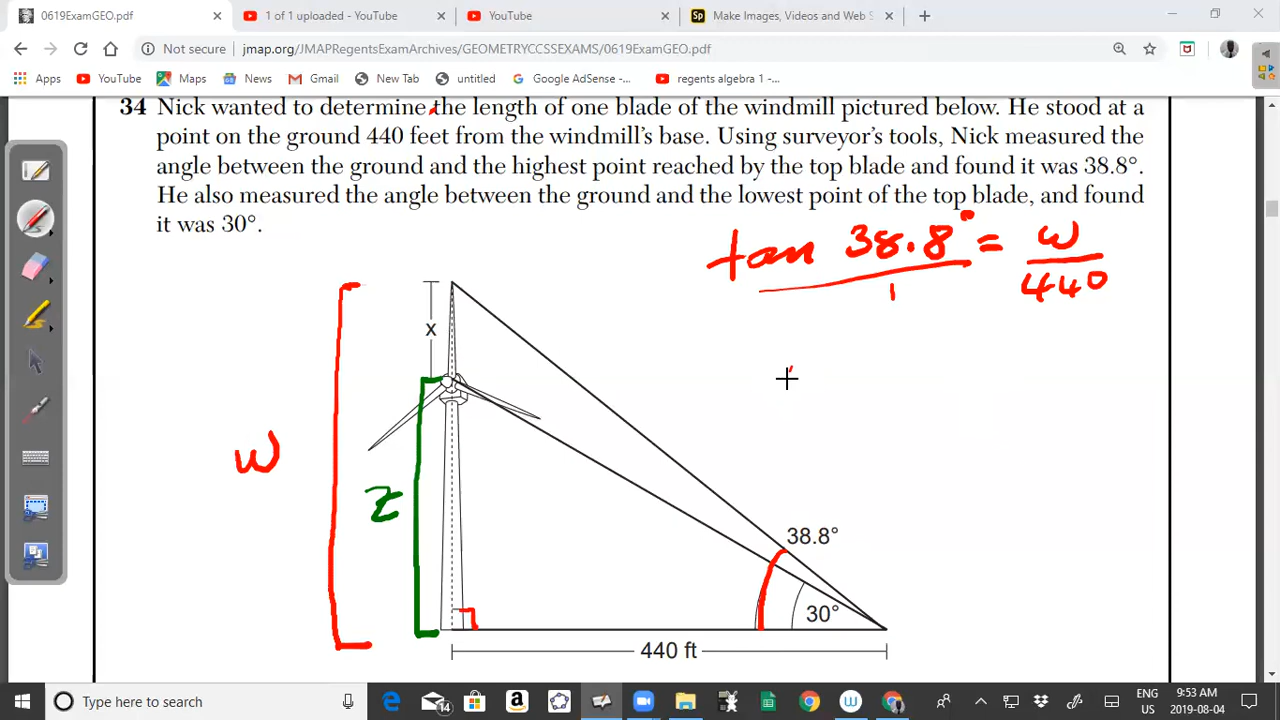 0619ExamGEO.pdf
1 of 1 uploaded - YouTube
YouTube
Make Images, Videos and Web S
Not secure | jmap.org/JMAPRegentsExamArchives/GEOMETRYCCSSEXAMS/0619ExamGEO.pdf
Apps YouTube Maps News Gmail New Tab untitled Google AdSense -... regents algebra 1 -...
34 Nick wanted to determine the length of one blade of the windmill pictured below. He stood at a
point on the ground 440 feet from the windmill's base. Using surveyor's tools, Nick measured the
angle between the ground and the highest point reached by the top blade and found it was 38.8°.
He also measured the angle between the ground and the lowest point of the top blade, and found
it was 30°.
tan 38.8° = w
1 440
x
w
z
38.8°
30°
440 ft
Type here to search
14
ENG 9:53 AM
US 2019-08-04